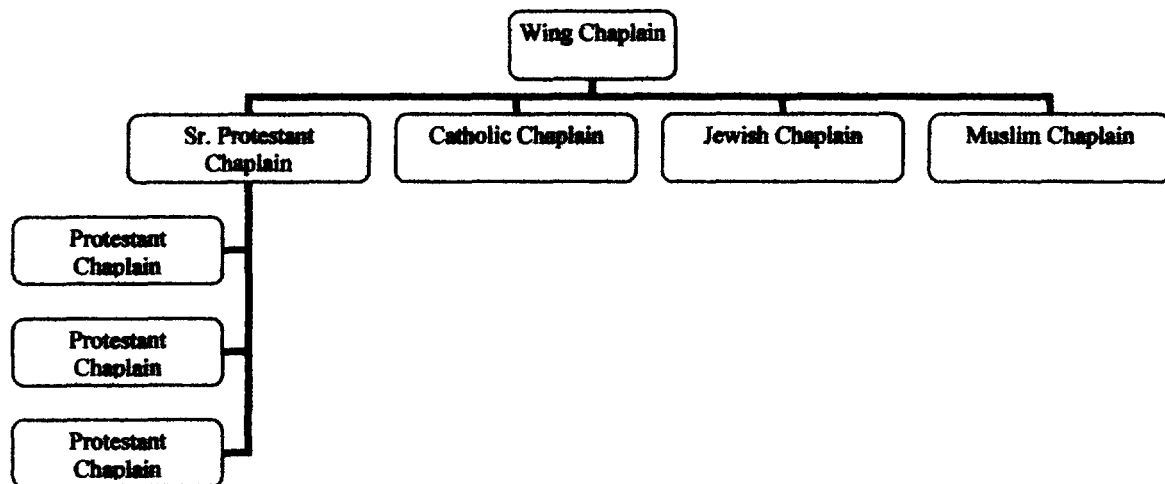 Wing Chaplain
Sr. Protestant
Chaplain
Catholic Chaplain
Jewish Chaplain
Muslim Chaplain
Protestant
Chaplain
Protestant
Chaplain
Protestant
Chaplain